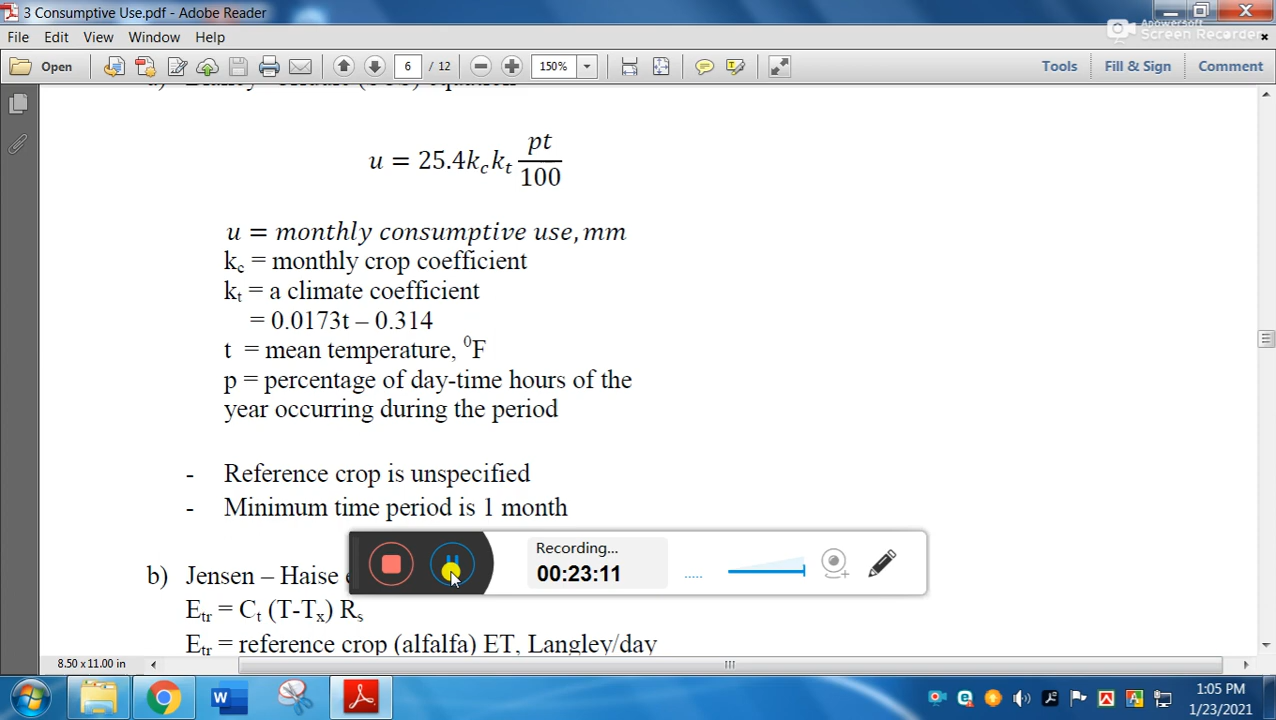 3 Consumptive Use.pdf - Adobe Reader
Apowersoft
Screen Recorder
File Edit View Window Help
Open 6 / 12 150% Tools Fill & Sign Comment
u = 25.4k_c k_t pt/100
u = monthly consumptive use, mm
k_c = monthly crop coefficient
k_t = a climate coefficient
= 0.0173t – 0.314
t = mean temperature, ⁰F
p = percentage of day-time hours of the
year occurring during the period
- Reference crop is unspecified
- Minimum time period is 1 month
Recording...
00:23:11
b) Jensen – Haise e
E_tr = C_t (T-T_x) R_s
E_tr = reference crop (alfalfa) ET, Langley/day
8.50 x 11.00 in
1:05 PM
1/23/2021